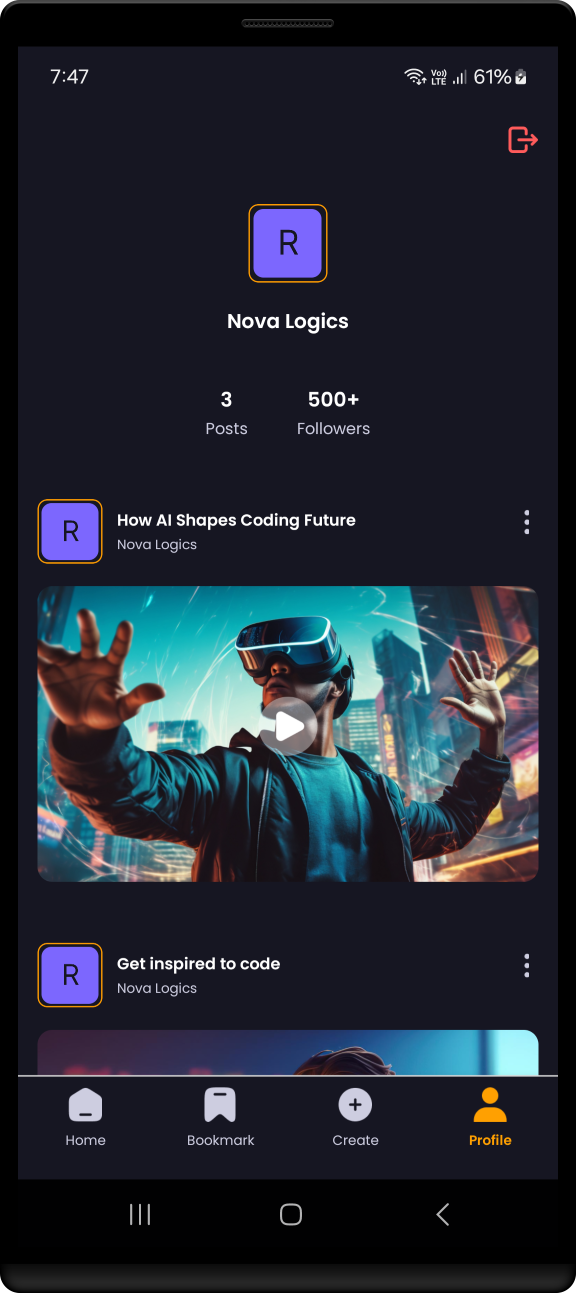 7:47 Vo)) LTE 61%
R
Nova Logics
3 500+
Posts Followers
R How AI Shapes Coding Future
Nova Logics
R Get inspired to code
Nova Logics
Home Bookmark Create Profile